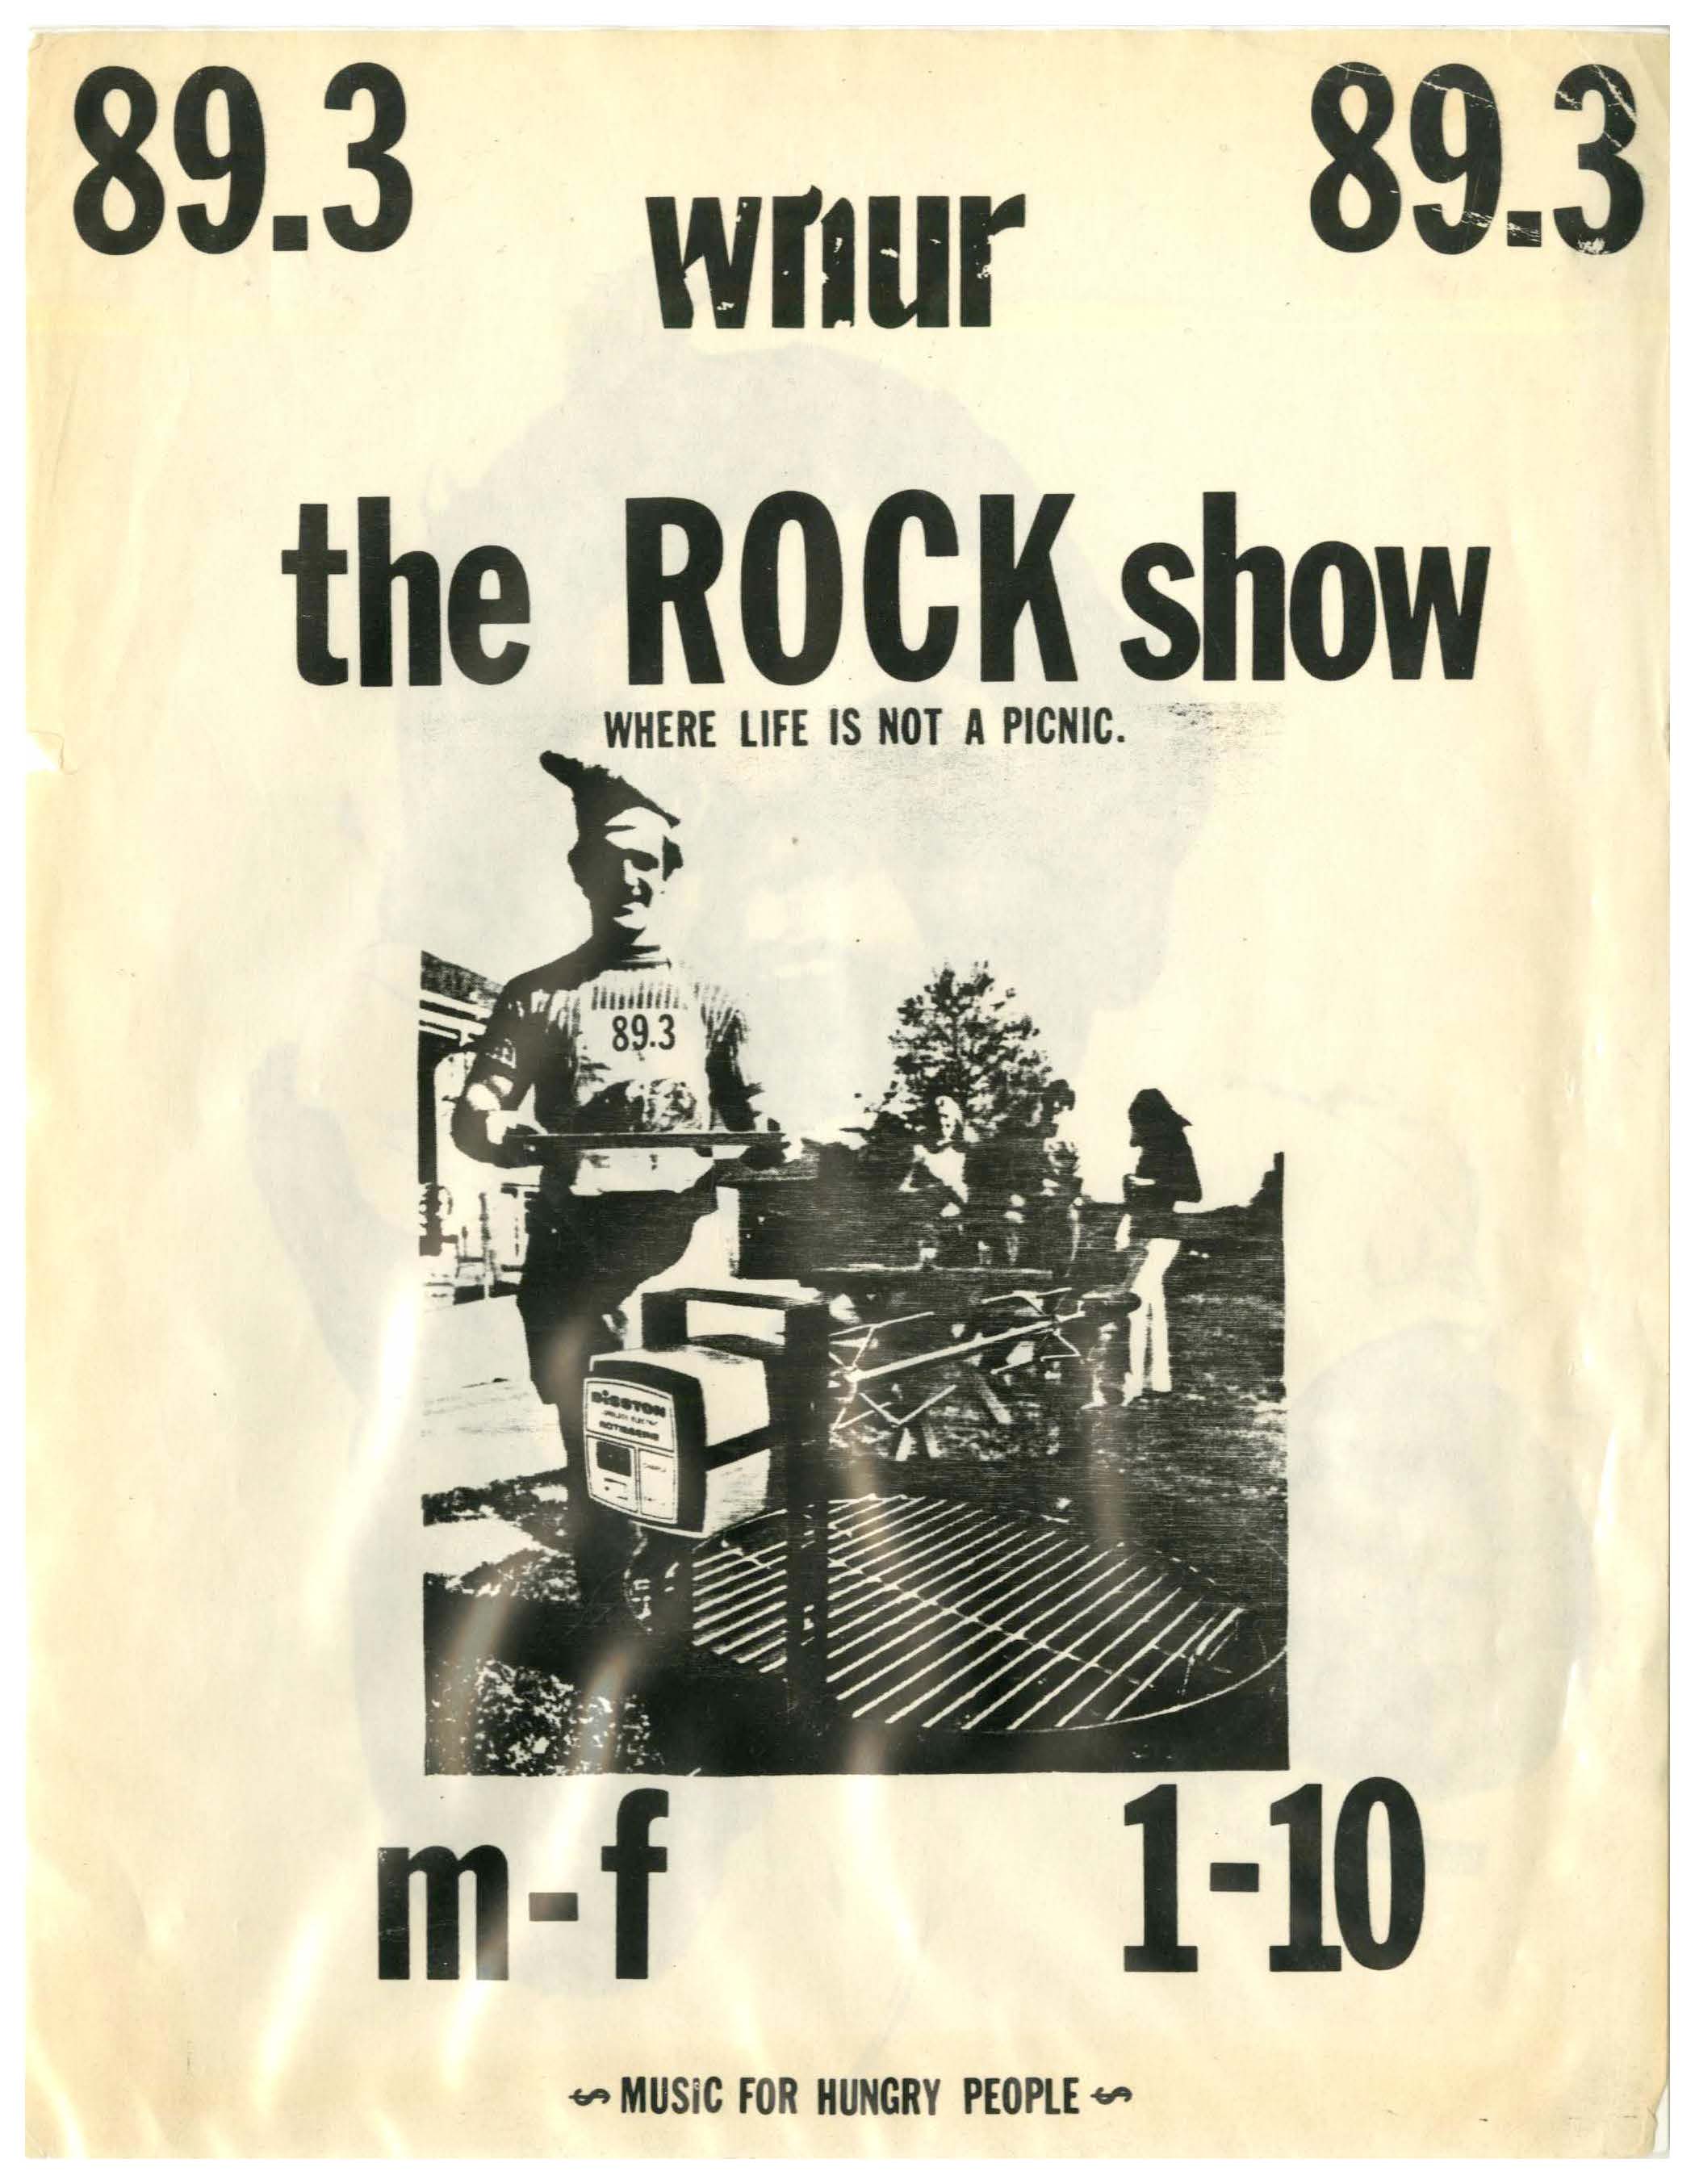 89.3 89.3
wnur
the ROCK show
WHERE LIFE IS NOT A PICNIC.
89.3
DISSTON
m-f 1-10
MUSIC FOR HUNGRY PEOPLE